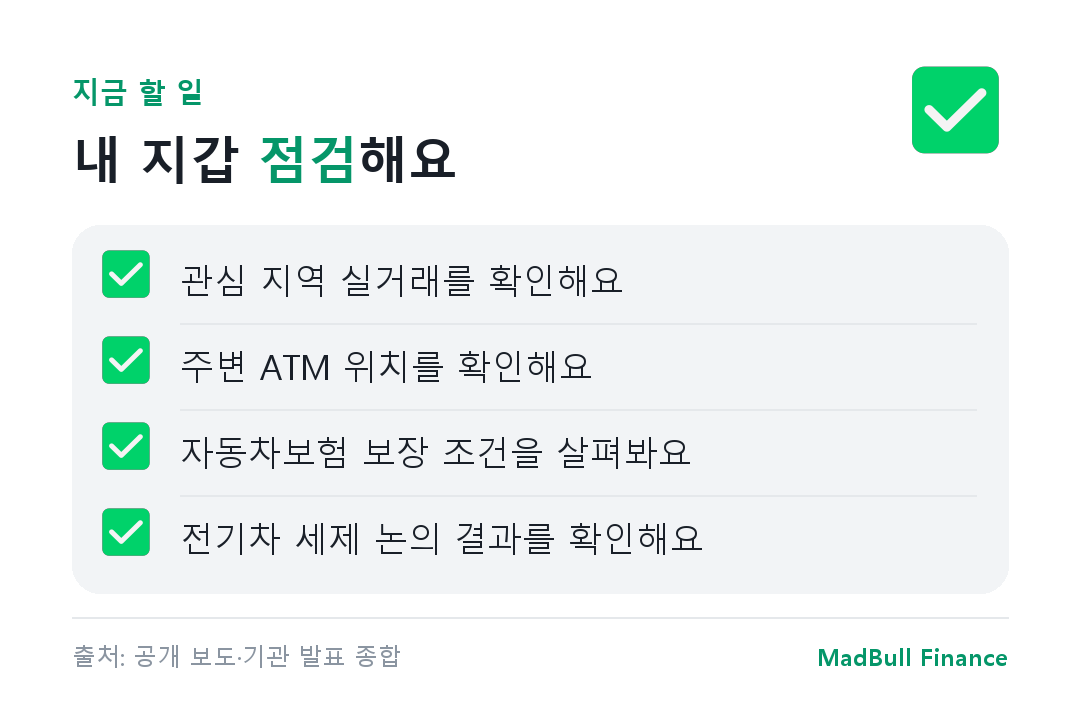 지금 할 일
내 지갑 점검해요
관심 지역 실거래를 확인해요
주변 ATM 위치를 확인해요
자동차보험 보장 조건을 살펴봐요
전기차 세제 논의 결과를 확인해요
출처: 공개 보도·기관 발표 종합
MadBull Finance